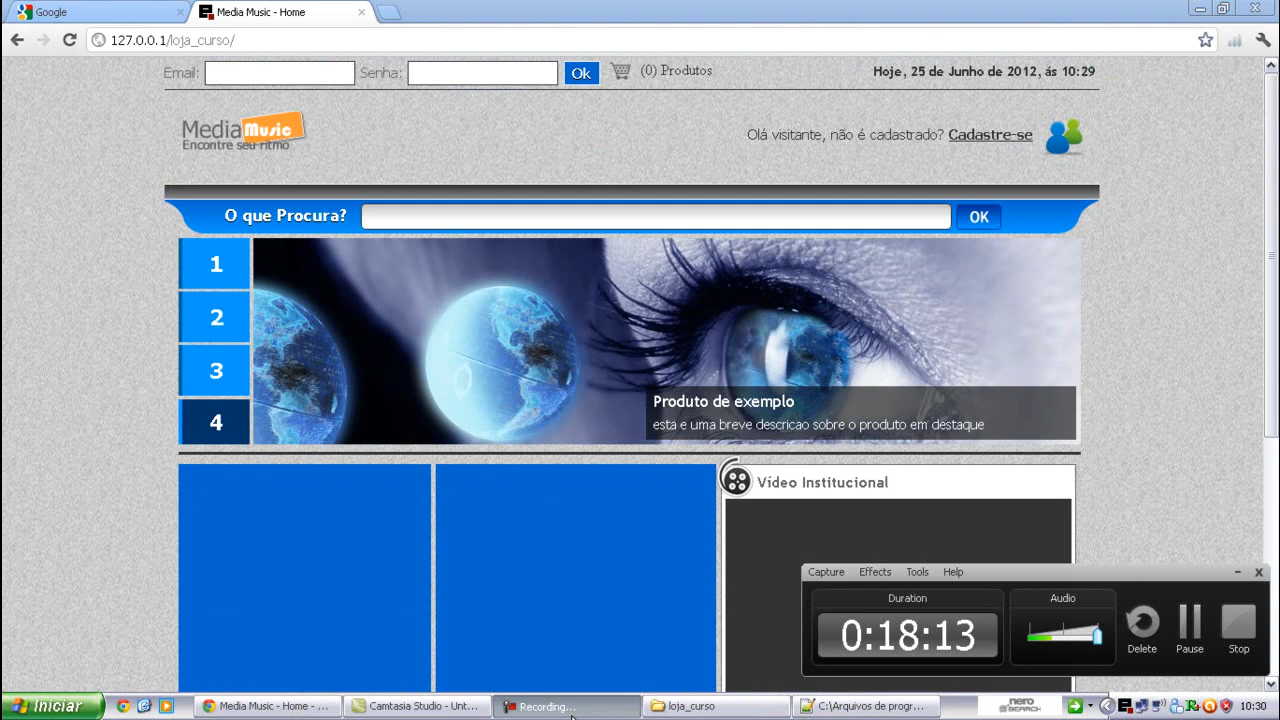 Google
Media Music - Home
127.0.0.1/loja_curso/
Email:
Senha:
Ok
(0) Produtos
Hoje, 25 de Junho de 2012, ás 10:29
Media Music
Encontre seu ritmo
Olá visitante, não é cadastrado? Cadastre-se
O que Procura?
OK
1
2
3
4
Produto de exemplo
esta e uma breve descricao sobre o produto em destaque
Vídeo Institucional
Capture Effects Tools Help
Duration
Audio
0:18:13
Delete
Pause
Stop
Iniciar
Media Music - Home ...
Camtasia Studio - Unt...
Recording...
loja_curso
C:\Arquivos de progr...
nero
SEARCH
10:30